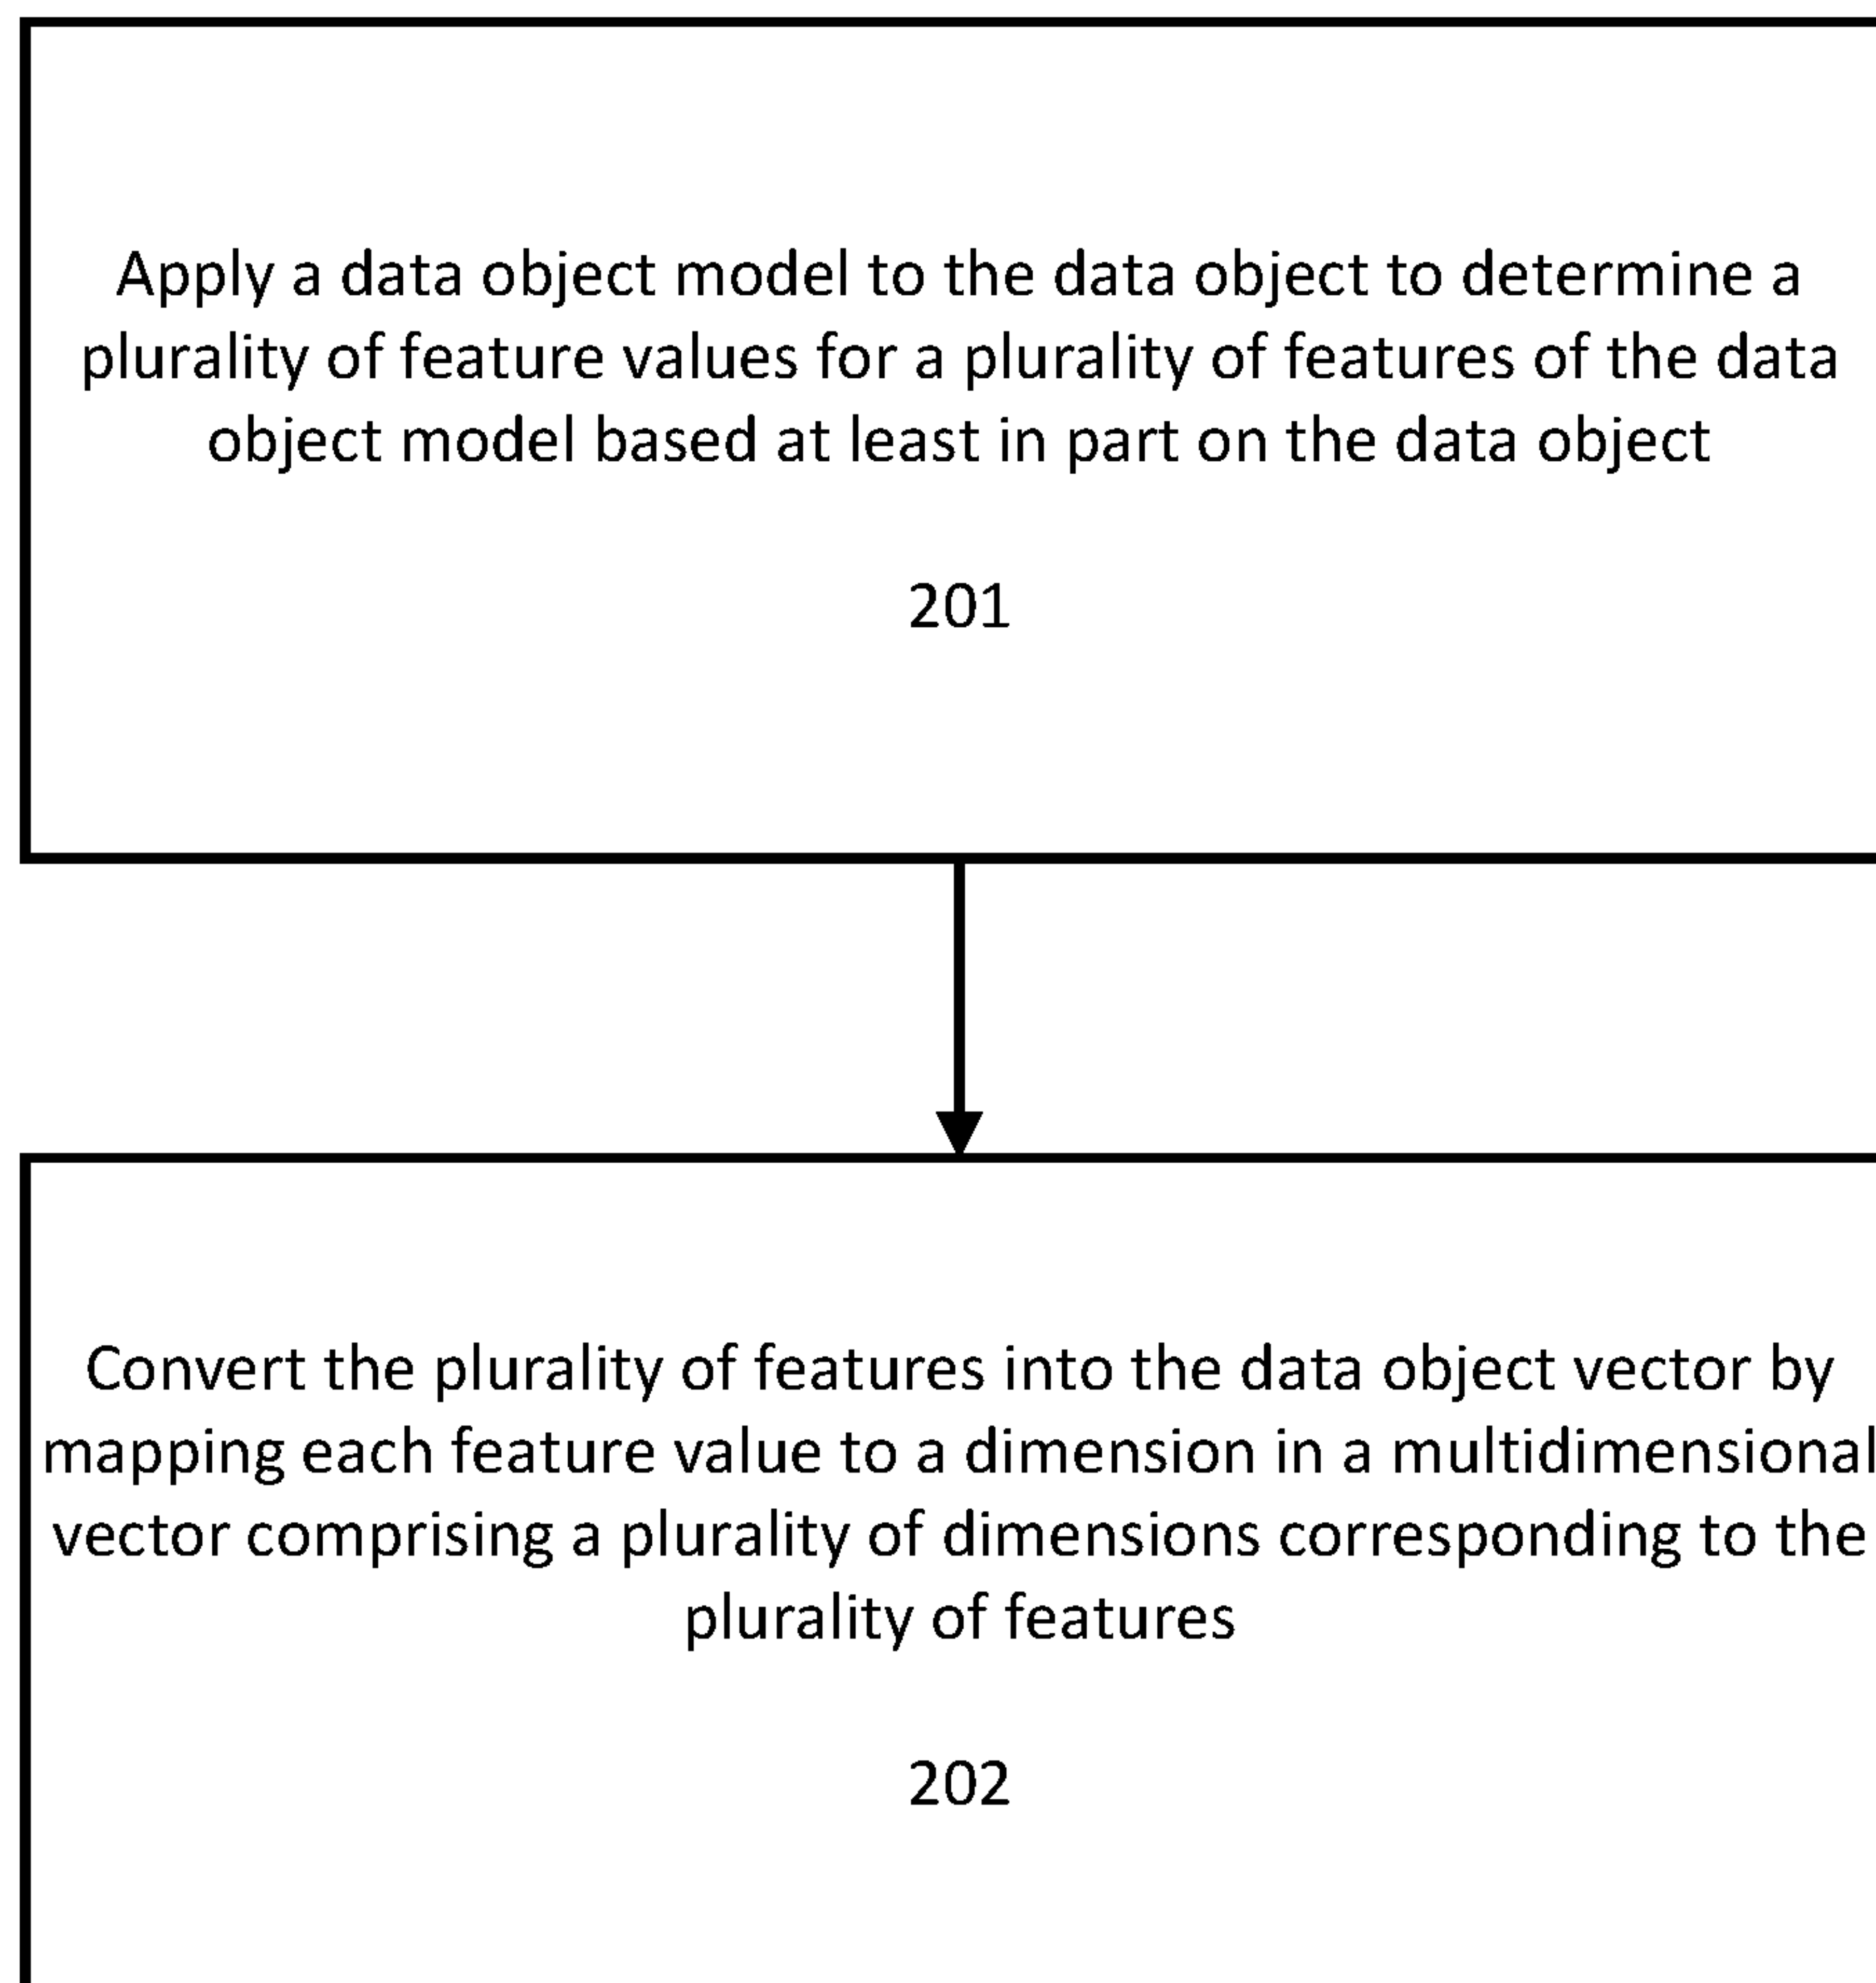 Apply a data object model to the data object to determine a
plurality of feature values for a plurality of features of the data
object model based at least in part on the data object
201
Convert the plurality of features into the data object vector by
mapping each feature value to a dimension in a multidimensional
vector comprising a plurality of dimensions corresponding to the
plurality of features
202